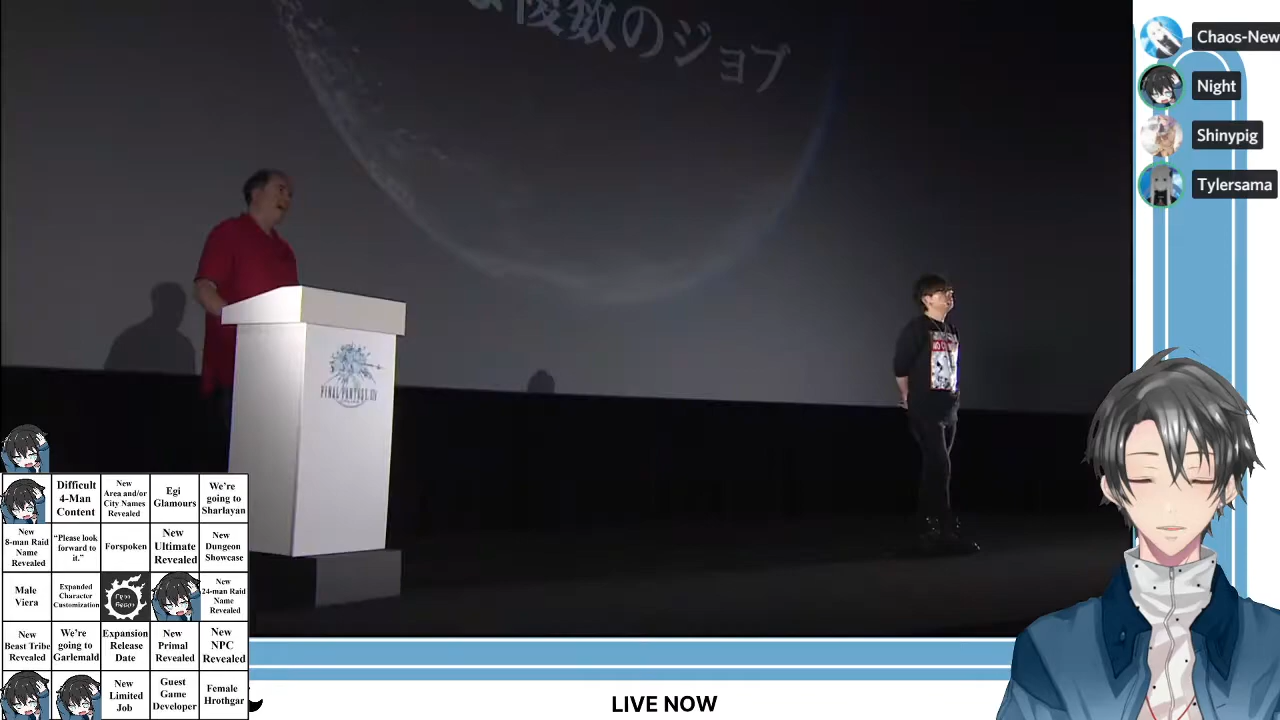 複数のジョブ
Chaos-New
Night
Shinypig
Tylersama
FINAL FANTASY XIV
Difficult
4-Man
Content
New
Area and/or
City Names
Revealed
Egi
Glamours
We're
going to
Sharlayan
New
8-man Raid
Name
Revealed
"Please look
forward to
it."
Forspoken
New
Ultimate
Revealed
New
Dungeon
Showcase
Male
Viera
Expanded
Character
Customization
New
24-man Raid
Name
Revealed
New
Beast Tribe
Revealed
We're
going to
Garlemald
Expansion
Release
Date
New
Primal
Revealed
New
NPC
Revealed
New
Limited
Job
Guest
Game
Developer
Female
Hrothgar
LIVE NOW